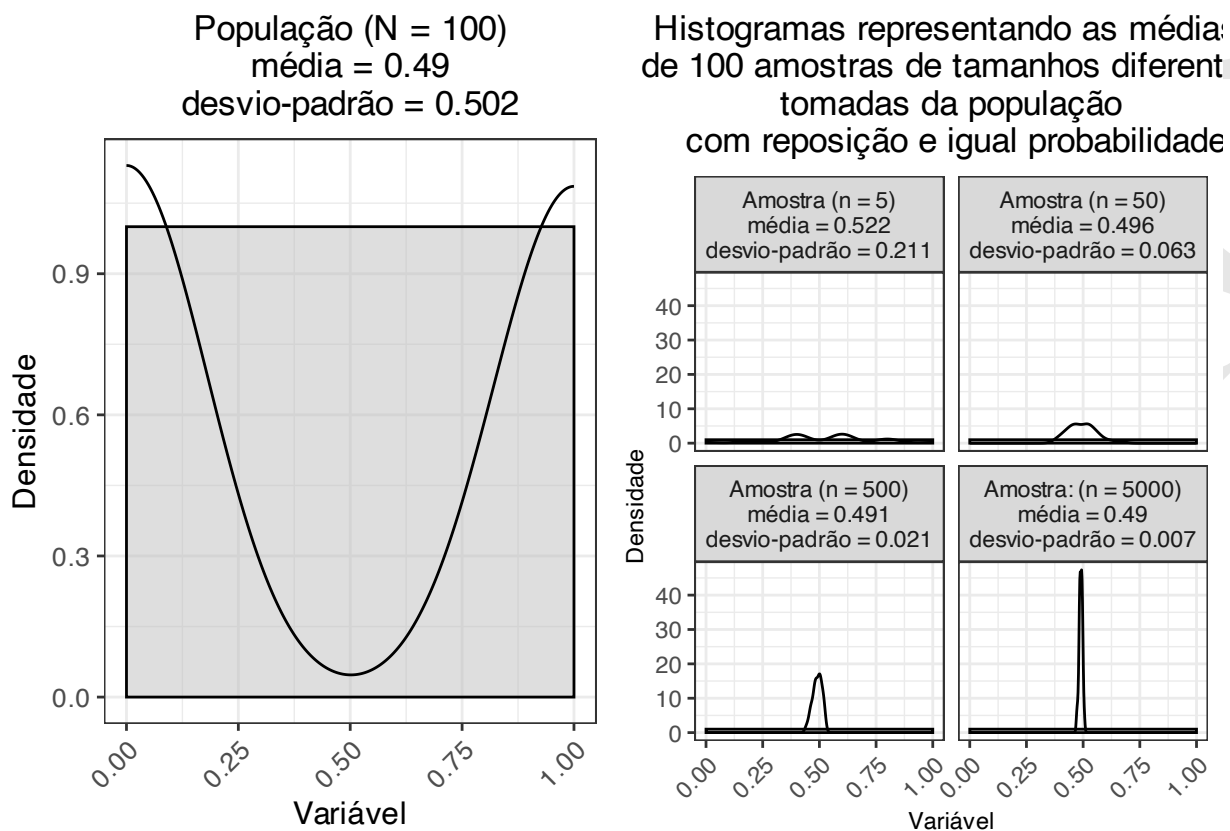 População (N = 100)
média = 0.49
desvio-padrão = 0.502
Densidade
0.9
0.6
0.3
0.0
0.00 0.25 0.50 0.75 1.00
Variável
Histogramas representando as médias
de 100 amostras de tamanhos diferent
tomadas da população
com reposição e igual probabilidade
Amostra (n = 5)
média = 0.522
desvio-padrão = 0.211
Amostra (n = 50)
média = 0.496
desvio-padrão = 0.063
40
30
20
10
0
Densidade
Amostra (n = 500)
média = 0.491
desvio-padrão = 0.021
Amostra: (n = 5000)
média = 0.49
desvio-padrão = 0.007
40
30
20
10
0
0.00 0.25 0.50 0.75 1.00 0.00 0.25 0.50 0.75 1.00
Variável